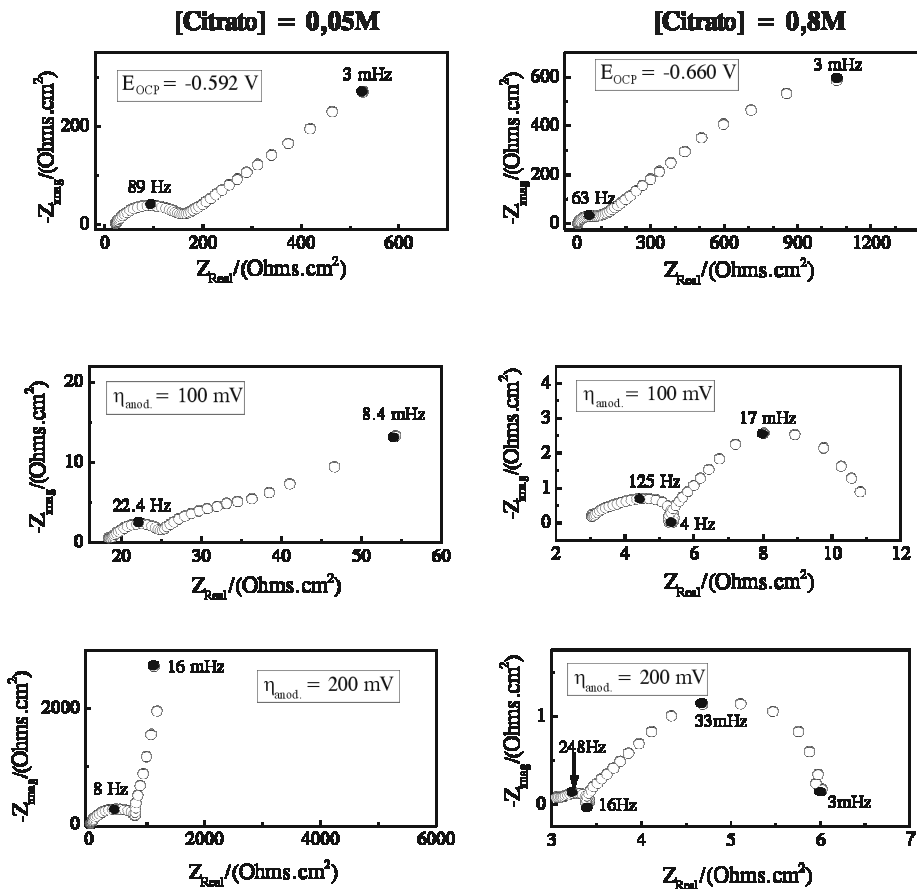 [Citrato] = 0,05M
[Citrato] = 0,8M
E_OCP = -0.592 V
3 mHz
89 Hz
200
0
0 200 400 600
-Z_imag/(Ohms.cm²)
Z_Real/(Ohms.cm²)
E_OCP = -0.660 V
3 mHz
63 Hz
600
400
200
0
0 300 600 900 1200
-Z_imag/(Ohms.cm²)
Z_Real/(Ohms.cm²)
η_anod. = 100 mV
8.4 mHz
22.4 Hz
20
10
0
20 30 40 50 60
-Z_imag/(Ohms.cm²)
Z_Real/(Ohms.cm²)
η_anod. = 100 mV
17 mHz
125 Hz
4 Hz
4
3
2
1
0
2 4 6 8 10 12
-Z_imag/(Ohms.cm²)
Z_Real/(Ohms.cm²)
η_anod. = 200 mV
16 mHz
8 Hz
2000
0
0 1000 2000 3000 4000 5000 6000
-Z_imag/(Ohms.cm²)
Z_Real/(Ohms.cm²)
η_anod. = 200 mV
33mHz
248Hz
16Hz
3mHz
1
0
3 4 5 6 7
-Z_imag/(Ohms.cm²)
Z_Real/(Ohms.cm²)